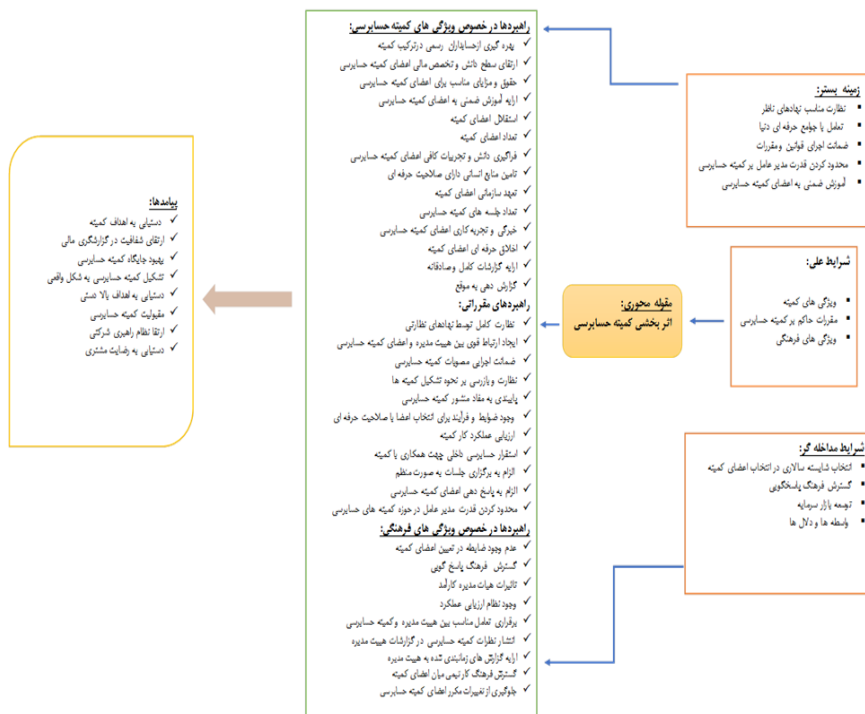 زمینه بستر:
نظارت مناسب نهادهای ناظر
تعامل با جوامع حرفه ای دنیا
ضمانت اجرای قوانین و مقررات
محدود کردن قدرت مدیر عامل بر کمیته حسابرسی
آموزش ضمنی به اعضای کمیته حسابرسی
شرایط علی:
ویژگی های کمیته
مقررات حاکم بر کمیته حسابرسی
ویژگی های فرهنگی
شرایط مداخله گر:
انتخاب شایسته سالاری در انتخاب اعضای کمیته
گسترش فرهنگ پاسخگویی
توسعه بازار سرمایه
واسطه ها و دلال ها
مقوله محوری:
اثر بخشی کمیته حسابرسی
راهبردها در خصوص ویژگی های کمیته حسابرسی:
بهره گیری از حسابداران رسمی در ترکیب کمیته
ارتقای سطح دانش و تخصص مالی اعضای کمیته حسابرسی
حقوق و مزایای مناسب برای اعضای کمیته حسابرسی
ارایه آموزش ضمنی به اعضای کمیته حسابرسی
استقلال اعضای کمیته
تعداد اعضای کمیته
فراگیری دانش و تجربیات کافی اعضای کمیته حسابرسی
تامین منابع انسانی دارای صلاحیت حرفه ای
تعهد سازمانی اعضای کمیته
تعداد جلسه های کمیته حسابرسی
خبرگی و تجربه کاری اعضای کمیته حسابرسی
اخلاق حرفه ای اعضای کمیته
ارایه گزارشات کامل و صادقانه
گزارش دهی به موقع
راهبردهای مقرراتی:
نظارت کامل توسط نهادهای نظارتی
ایجاد ارتباط قوی بین هییت مدیره و اعضای کمیته حسابرسی
ضمانت اجرایی مصوبات کمیته حسابرسی
نظارت و بازرسی بر نحوه تشکیل کمیته ها
پایبندی به مفاد منشور کمیته حسابرسی
وجود ضوابط و فرآیند برای انتخاب اعضا با صلاحیت حرفه ای
ارزیابی عملکرد کار کمیته
استقرار حسابرسی داخلی جهت همکاری با کمیته
الزام به برگزاری جلسات به صورت منظم
الزام به پاسخ دهی اعضای کمیته حسابرسی
محدود کردن قدرت مدیر عامل در حوزه کمیته های حسابرسی
راهبردها در خصوص ویژگی های فرهنگی:
عدم وجود ضابطه در تعیین اعضای کمیته
گسترش فرهنگ پاسخ گویی
تاثیرات هیات مدیره کارآمد
وجود نظام ارزیابی عملکرد
برقراری تعامل مناسب بین هییت مدیره و کمیته حسابرسی
انتشار نظرات کمیته حسابرسی در گزارشات هییت مدیره
ارایه گزارش های زمانبندی شده به هییت مدیره
گسترش فرهنگ کار تیمی میان اعضای کمیته
جلوگیری از تغییرات مکرر اعضای کمیته حسابرسی
پیامدها:
دستیابی به اهداف کمیته
ارتقای شفافیت در گزارشگری مالی
بهبود جایگاه کمیته حسابرسی
تشکیل کمیته حسابرسی به شکل واقعی
دستیابی به اهداف بالا دستی
مقبولیت کمیته حسابرسی
ارتقا نظام راهبری شرکتی
دستیابی به رضایت مشتری